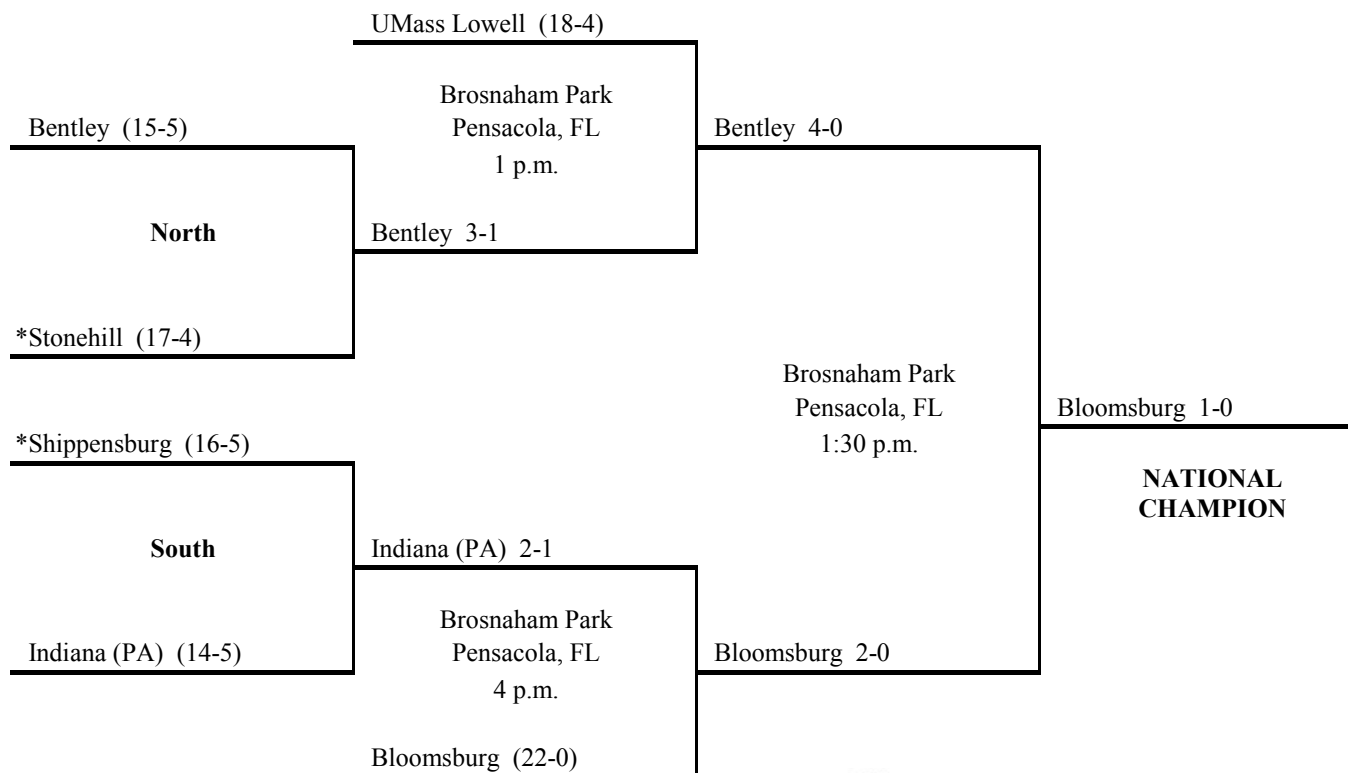 UMass Lowell (18-4)
Brosnaham Park
Pensacola, FL
1 p.m.
Bentley (15-5)
Bentley 4-0
North
Bentley 3-1
*Stonehill (17-4)
Brosnaham Park
Pensacola, FL
1:30 p.m.
Bloomsburg 1-0
*Shippensburg (16-5)
NATIONAL
CHAMPION
South
Indiana (PA) 2-1
Brosnaham Park
Pensacola, FL
4 p.m.
Indiana (PA) (14-5)
Bloomsburg 2-0
Bloomsburg (22-0)